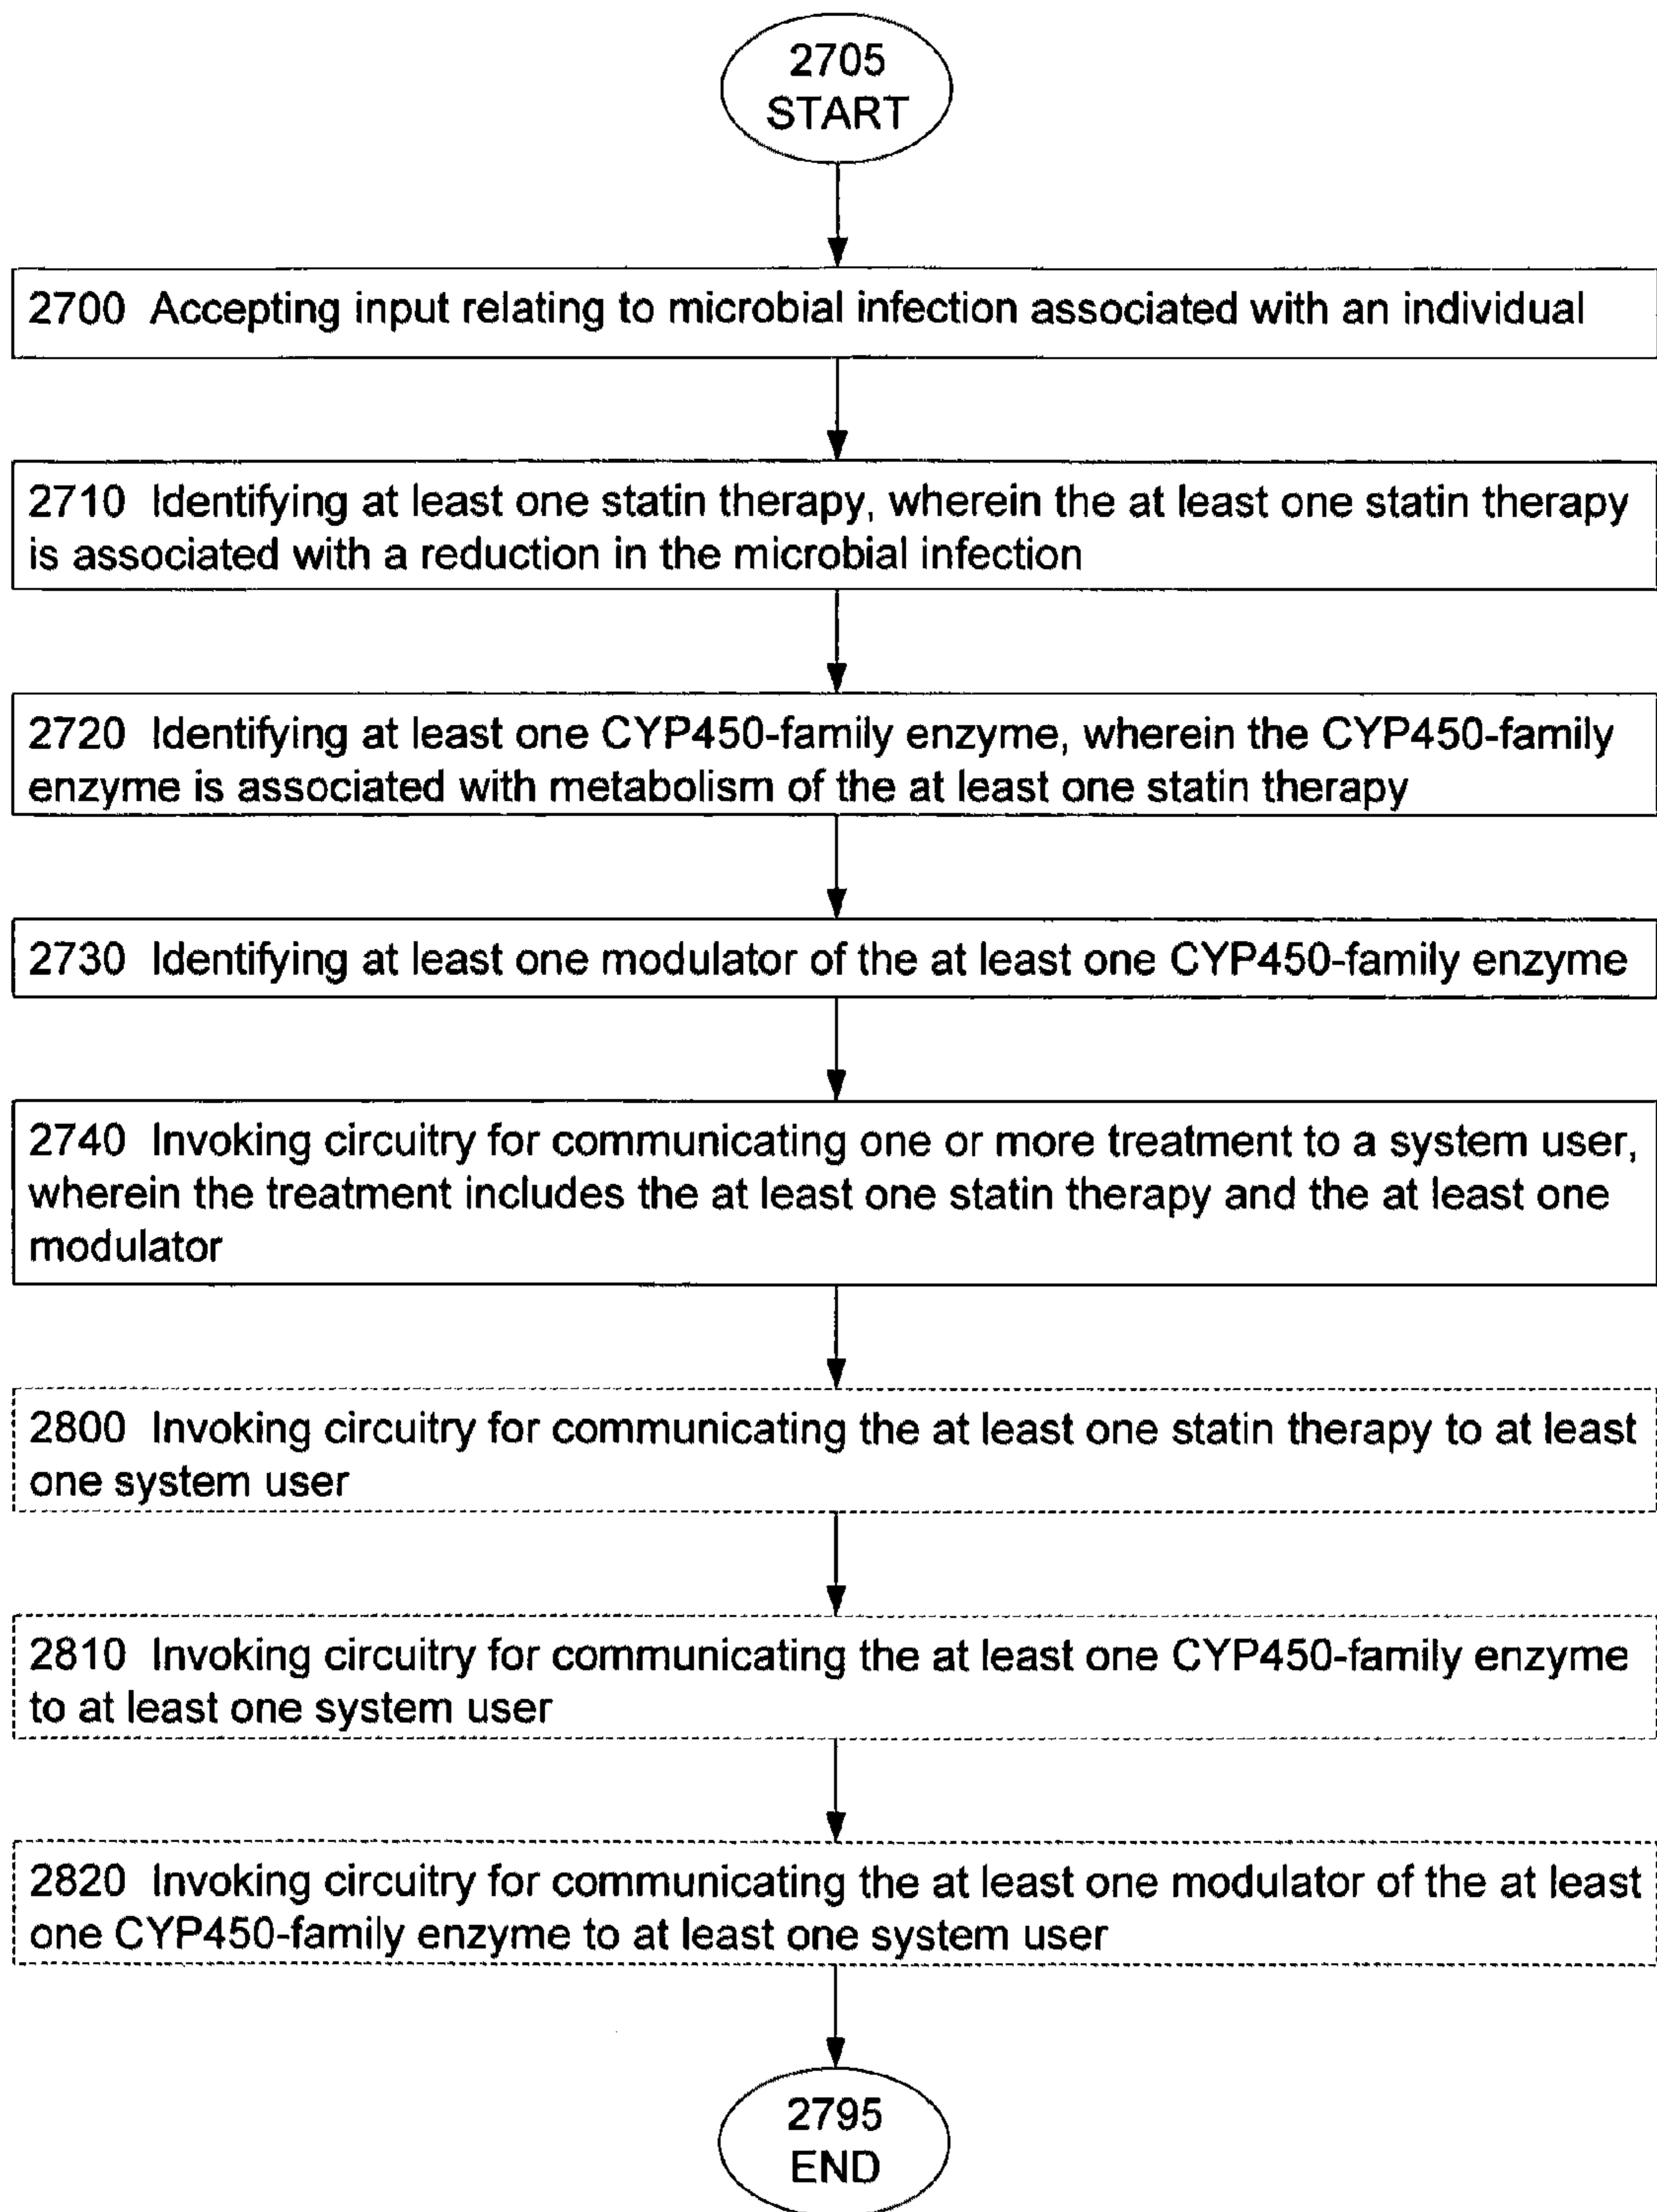 2705
START
2700 Accepting input relating to microbial infection associated with an individual
2710 Identifying at least one statin therapy, wherein the at least one statin therapy
is associated with a reduction in the microbial infection
2720 Identifying at least one CYP450-family enzyme, wherein the CYP450-family
enzyme is associated with metabolism of the at least one statin therapy
2730 Identifying at least one modulator of the at least one CYP450-family enzyme
2740 Invoking circuitry for communicating one or more treatment to a system user,
wherein the treatment includes the at least one statin therapy and the at least one
modulator
2800 Invoking circuitry for communicating the at least one statin therapy to at least
one system user
2810 Invoking circuitry for communicating the at least one CYP450-family enzyme
to at least one system user
2820 Invoking circuitry for communicating the at least one modulator of the at least
one CYP450-family enzyme to at least one system user
2795
END